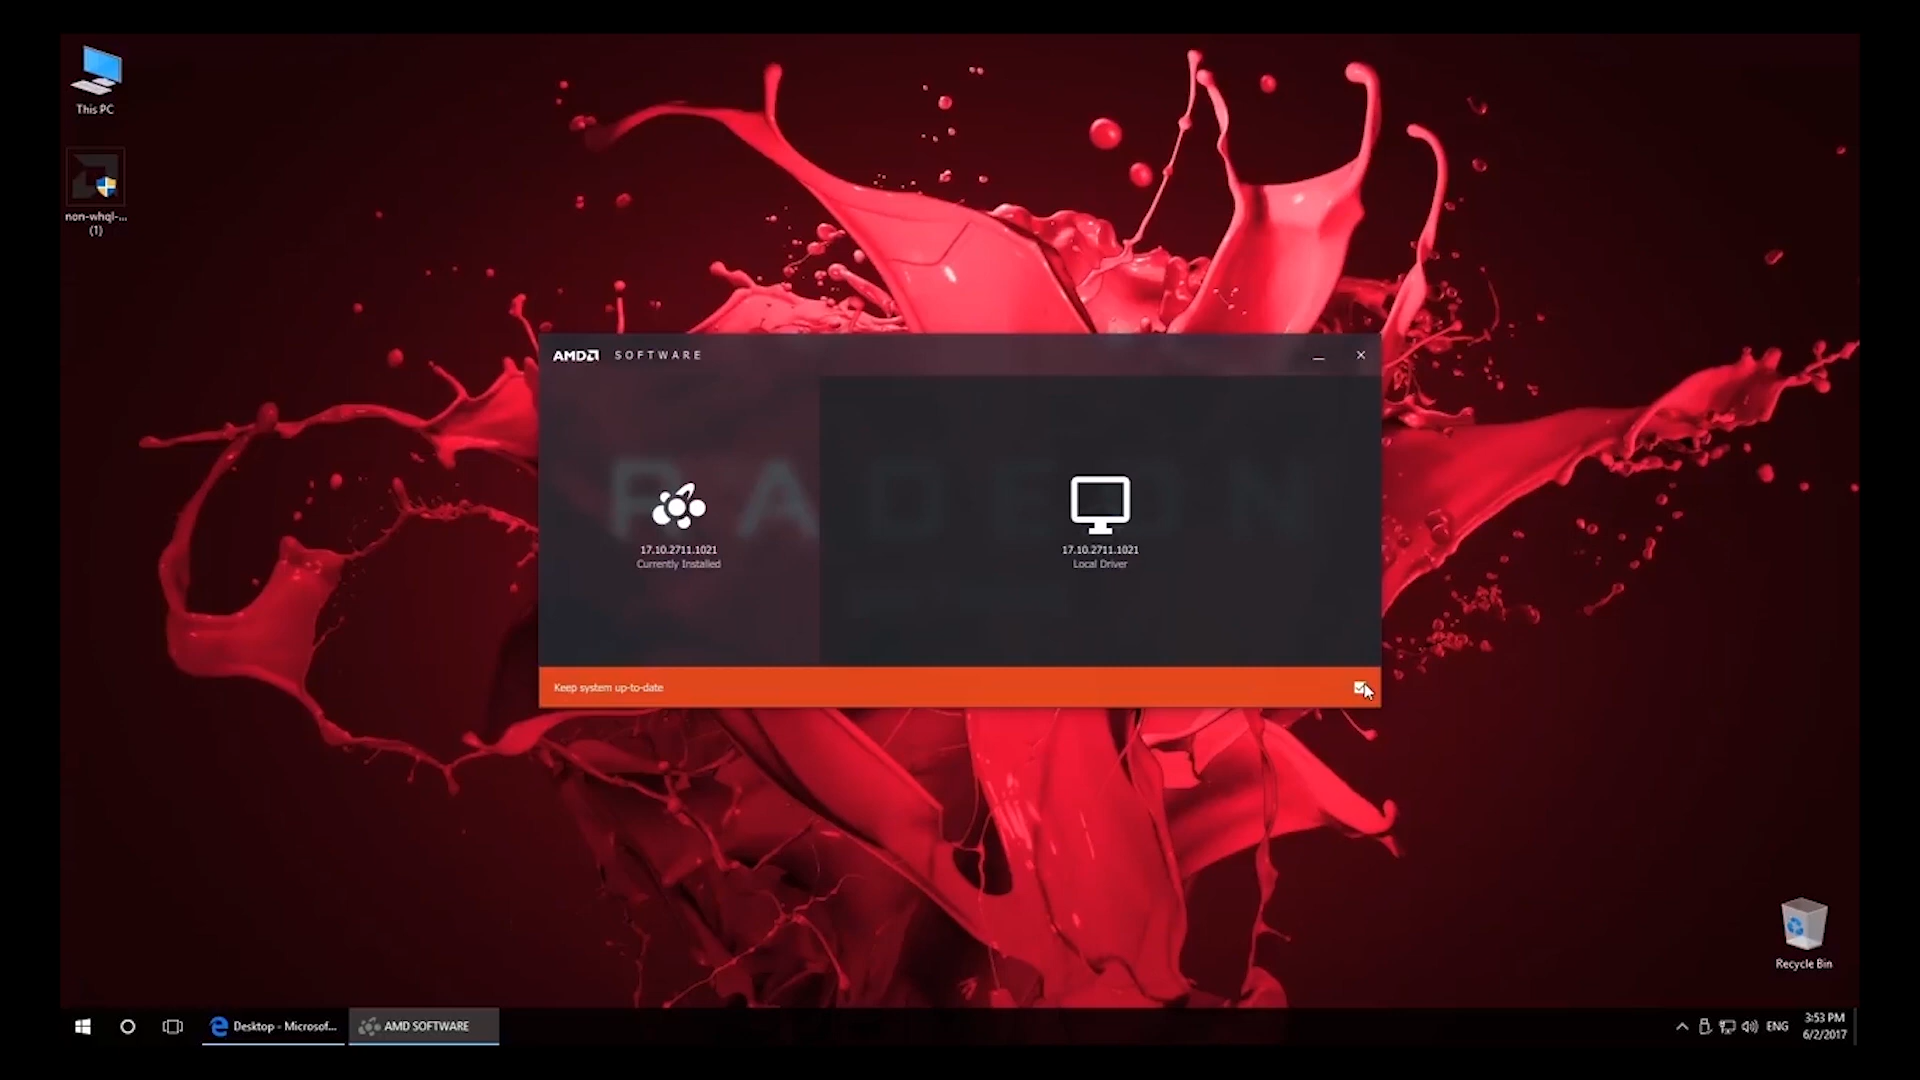 This PC
non-whql-...
(1)
AMD SOFTWARE
RADEON
17.10.2711.1021
Currently Installed
17.10.2711.1021
Local Driver
Keep system up-to-date
Recycle Bin
Desktop - Microsof...
AMD SOFTWARE
ENG
3:53 PM
6/2/2017